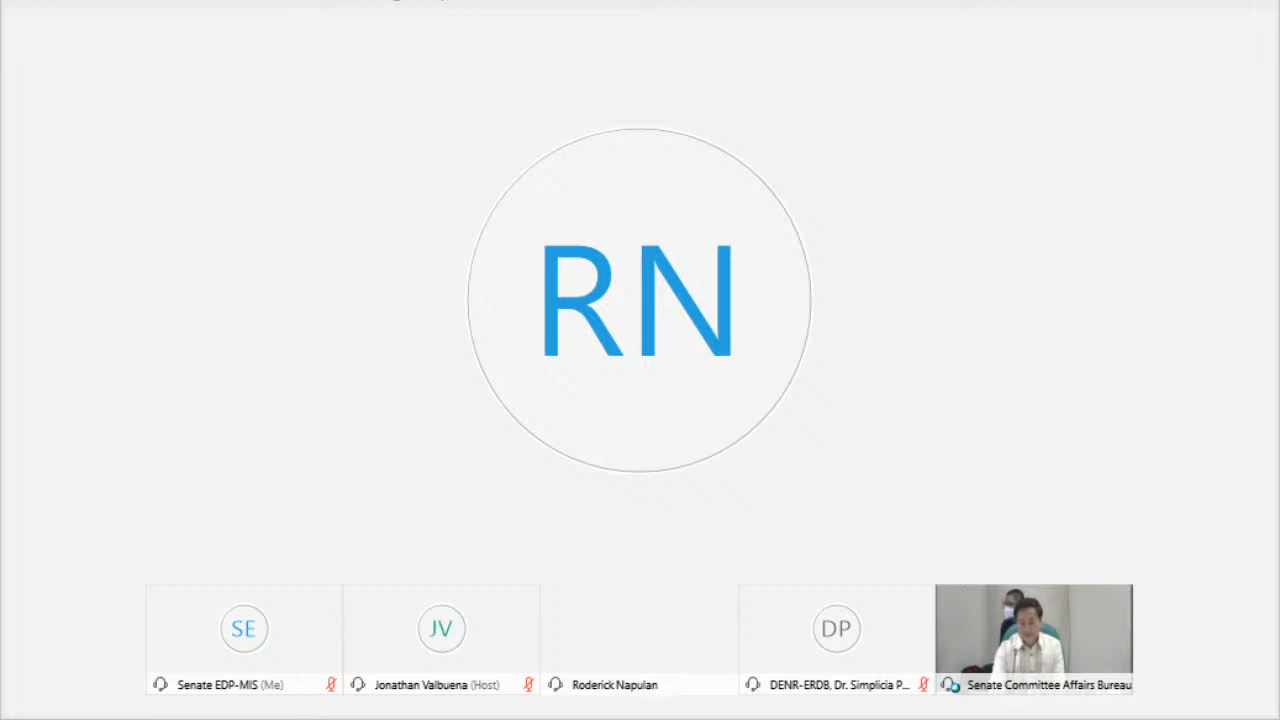 RN
SE
JV
DP
Senate EDP-MIS (Me)
Jonathan Valbuena (Host)
Roderick Napulan
DENR-ERDB, Dr. Simplicia P...
Senate Committee Affairs Bureau